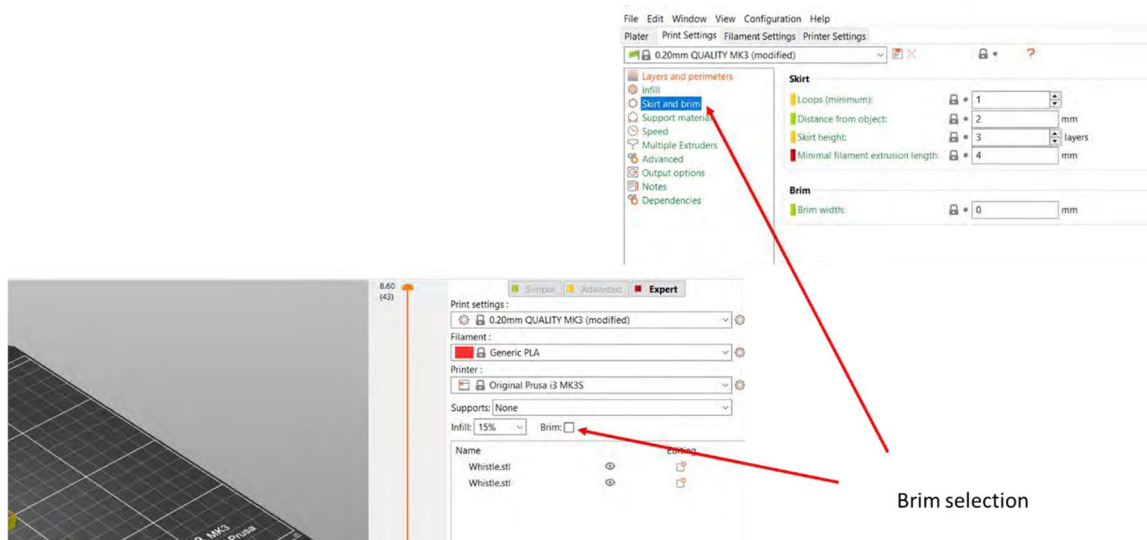 File Edit Window View Configuration Help
Plater Print Settings Filament Settings Printer Settings
0.20mm QUALITY MK3 (modified)
?
Layers and perimeters
Infill
Skirt and brim
Support material
Speed
Multiple Extruders
Advanced
Output options
Notes
Dependencies
Skirt
Loops (minimum): 1
Distance from object: 2 mm
Skirt height: 3 layers
Minimal filament extrusion length: 4 mm
Brim
Brim width: 0 mm
8.60
(43)
Simple Advanced Expert
Print settings :
0.20mm QUALITY MK3 (modified)
Filament :
Generic PLA
Printer :
Original Prusa i3 MK3S
Supports: None
Infill: 15% Brim:
Name Editing
Whistle.stl
Whistle.stl
MK3
Prusa
Brim selection